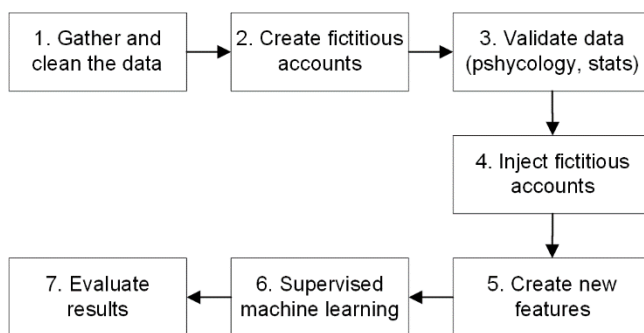 1. Gather and
clean the data
2. Create fictitious
accounts
3. Validate data
(pshycology, stats)
4. Inject fictitious
accounts
5. Create new
features
6. Supervised
machine learning
7. Evaluate
results